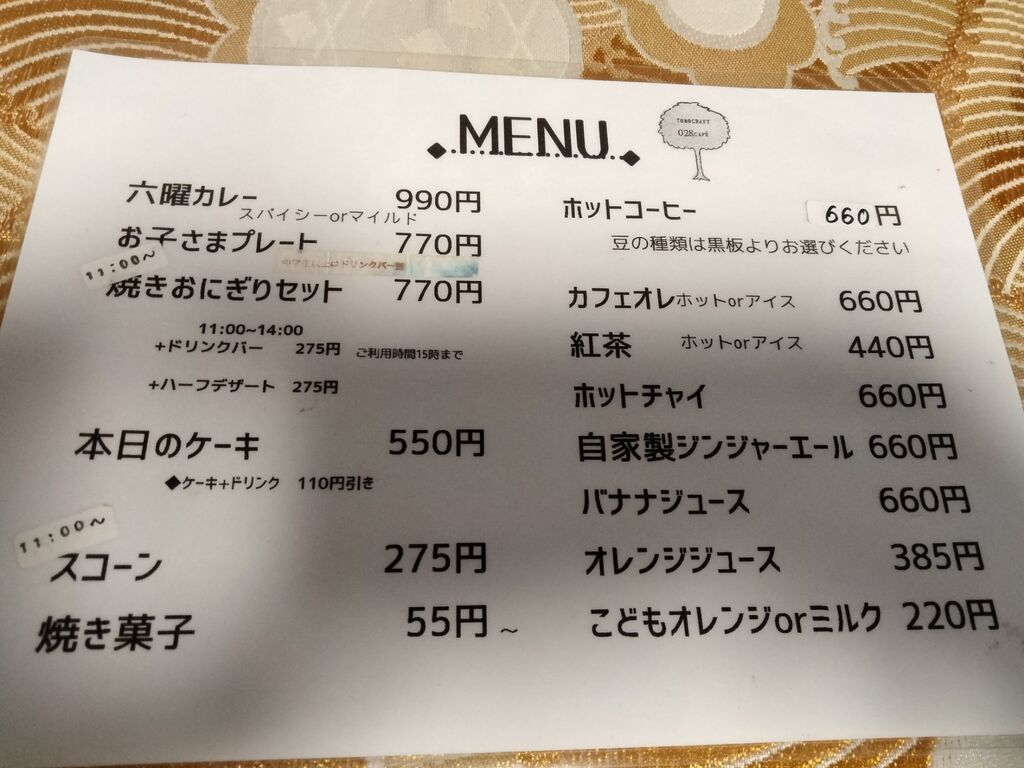 MENU
TOMOCRAFT
028CAFÉ
六曜カレー 990円
スパイシーorマイルド
お子さまプレート 770円
11:00～
焼きおにぎりセット 770円
11:00~14:00
+ドリンクバー 275円 ご利用時間15時まで
+ハーフデザート 275円
本日のケーキ 550円
◆ケーキ+ドリンク 110円引き
11:00～
スコーン 275円
焼き菓子 55円～
ホットコーヒー 660円
豆の種類は黒板よりお選びください
カフェオレホットorアイス 660円
紅茶 ホットorアイス 440円
ホットチャイ 660円
自家製ジンジャーエール 660円
バナナジュース 660円
オレンジジュース 385円
こどもオレンジorミルク 220円